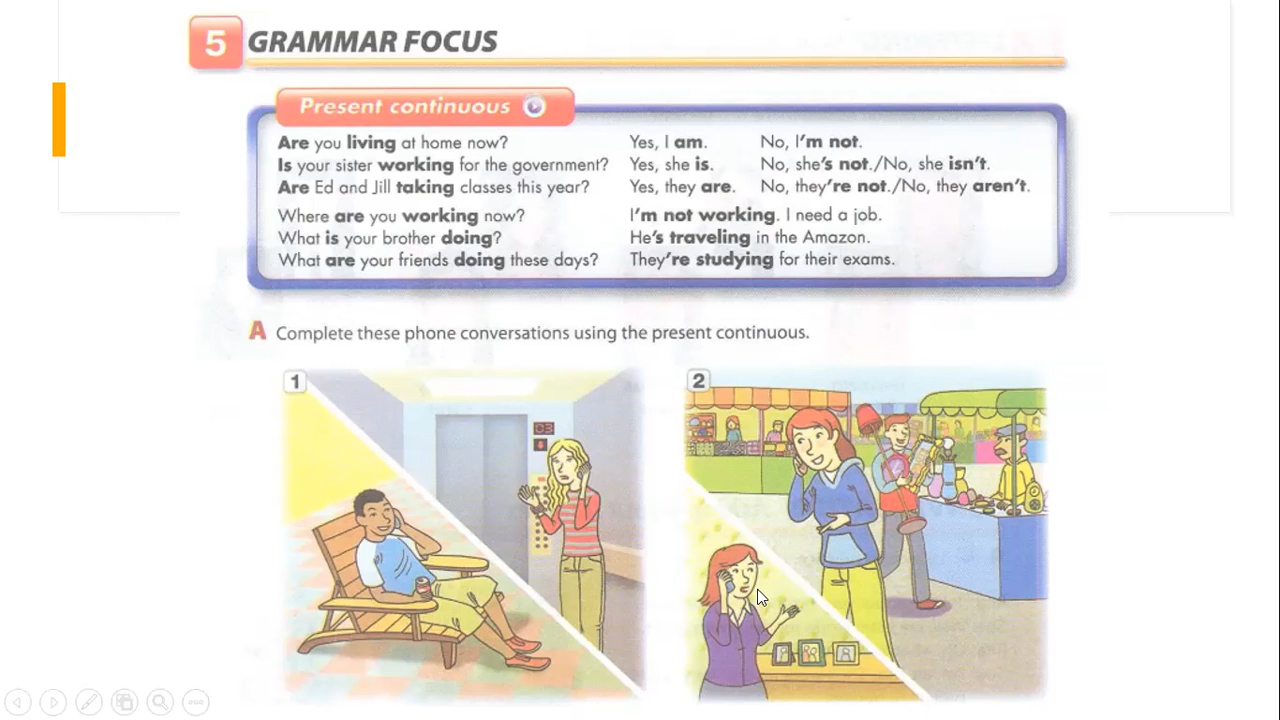 5 GRAMMAR FOCUS
Present continuous
Are you living at home now? Yes, I am. No, I'm not.
Is your sister working for the government? Yes, she is. No, she's not./No, she isn't.
Are Ed and Jill taking classes this year? Yes, they are. No, they're not./No, they aren't.
Where are you working now? I'm not working. I need a job.
What is your brother doing? He's traveling in the Amazon.
What are your friends doing these days? They're studying for their exams.
A Complete these phone conversations using the present continuous.
1
2
03